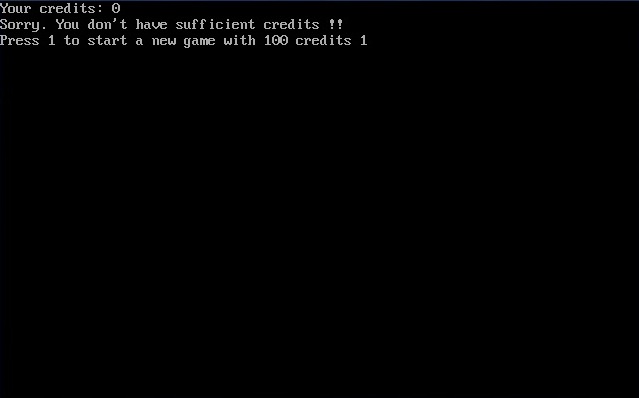 Your credits: 0
Sorry. You don't have sufficient credits !!
Press 1 to start a new game with 100 credits 1